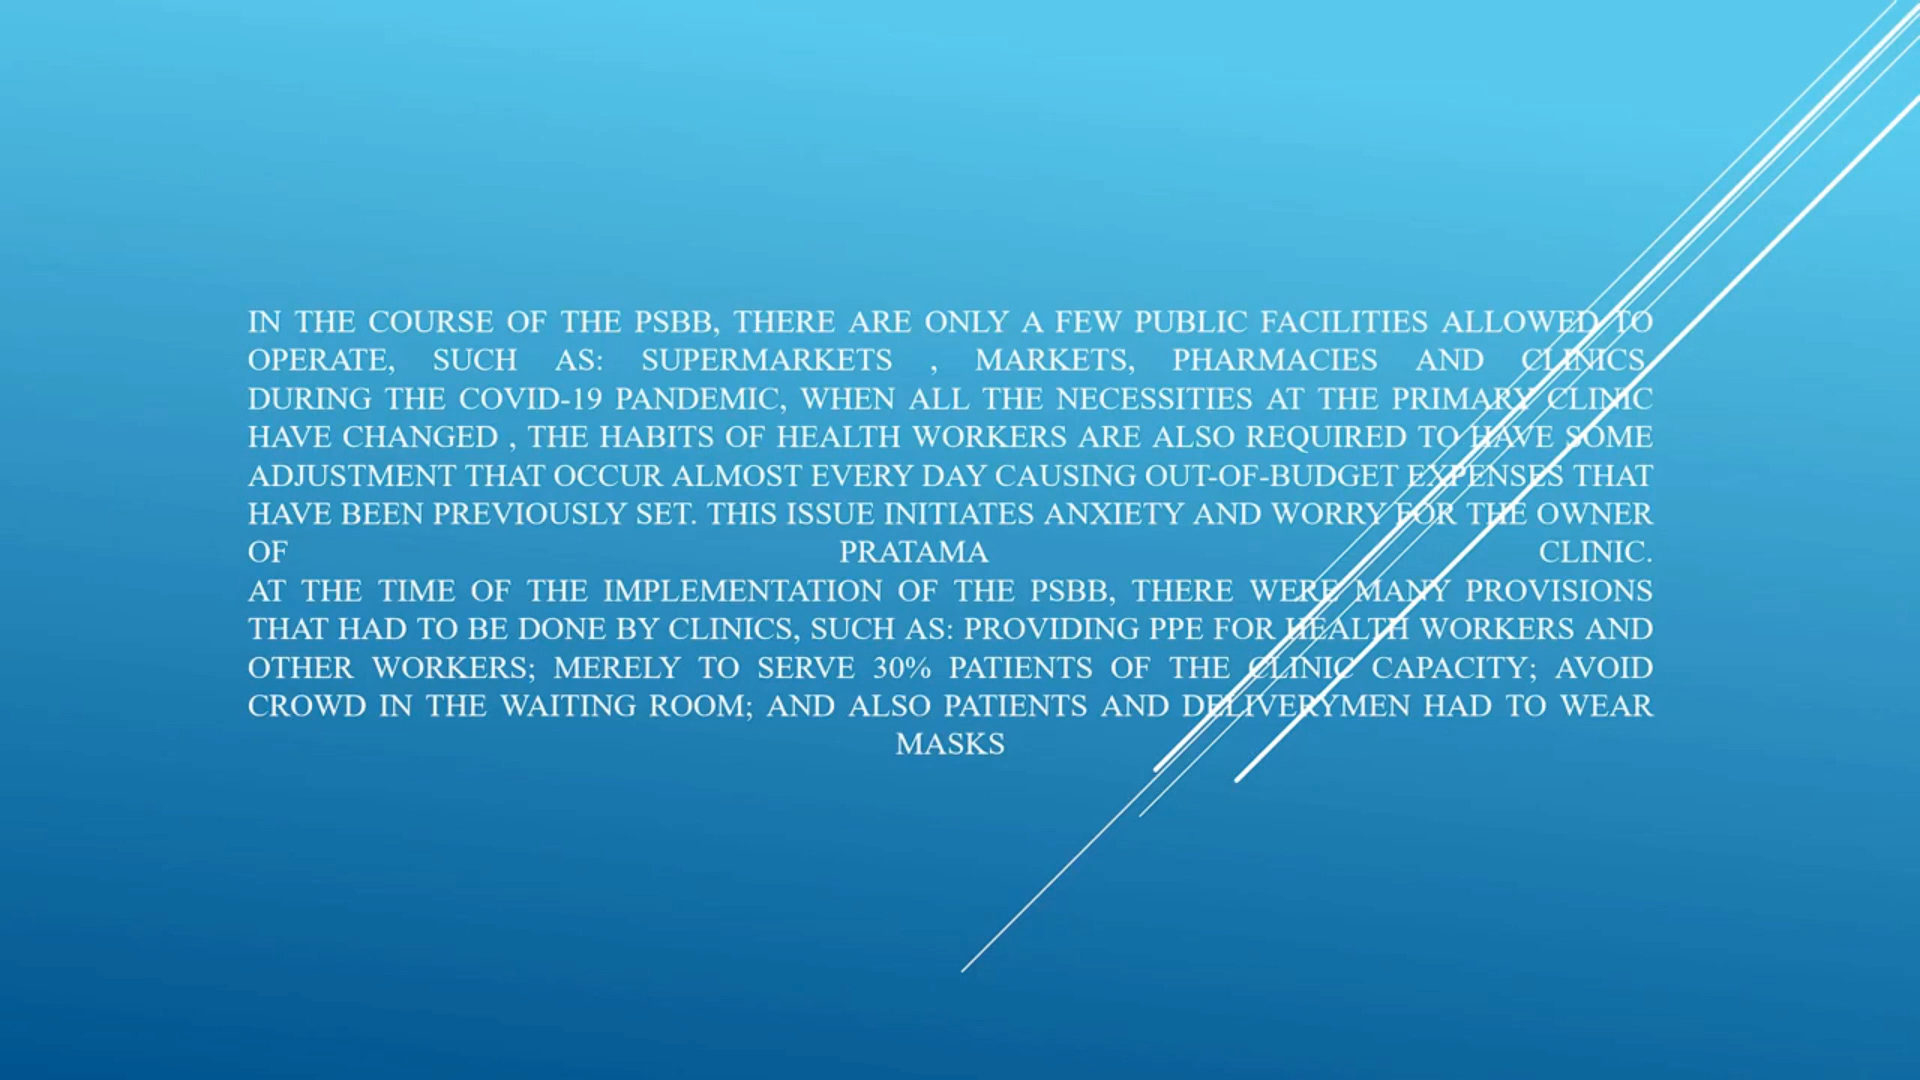 IN THE COURSE OF THE PSBB, THERE ARE ONLY A FEW PUBLIC FACILITIES ALLOWED TO
OPERATE, SUCH AS: SUPERMARKETS , MARKETS, PHARMACIES AND CLINICS
DURING THE COVID-19 PANDEMIC, WHEN ALL THE NECESSITIES AT THE PRIMARY CLINIC
HAVE CHANGED , THE HABITS OF HEALTH WORKERS ARE ALSO REQUIRED TO HAVE SOME
ADJUSTMENT THAT OCCUR ALMOST EVERY DAY CAUSING OUT-OF-BUDGET EXPENSES THAT
HAVE BEEN PREVIOUSLY SET. THIS ISSUE INITIATES ANXIETY AND WORRY FOR THE OWNER
OF PRATAMA CLINIC.
AT THE TIME OF THE IMPLEMENTATION OF THE PSBB, THERE WERE MANY PROVISIONS
THAT HAD TO BE DONE BY CLINICS, SUCH AS: PROVIDING PPE FOR HEALTH WORKERS AND
OTHER WORKERS; MERELY TO SERVE 30% PATIENTS OF THE CLINIC CAPACITY; AVOID
CROWD IN THE WAITING ROOM; AND ALSO PATIENTS AND DELIVERYMEN HAD TO WEAR
MASKS